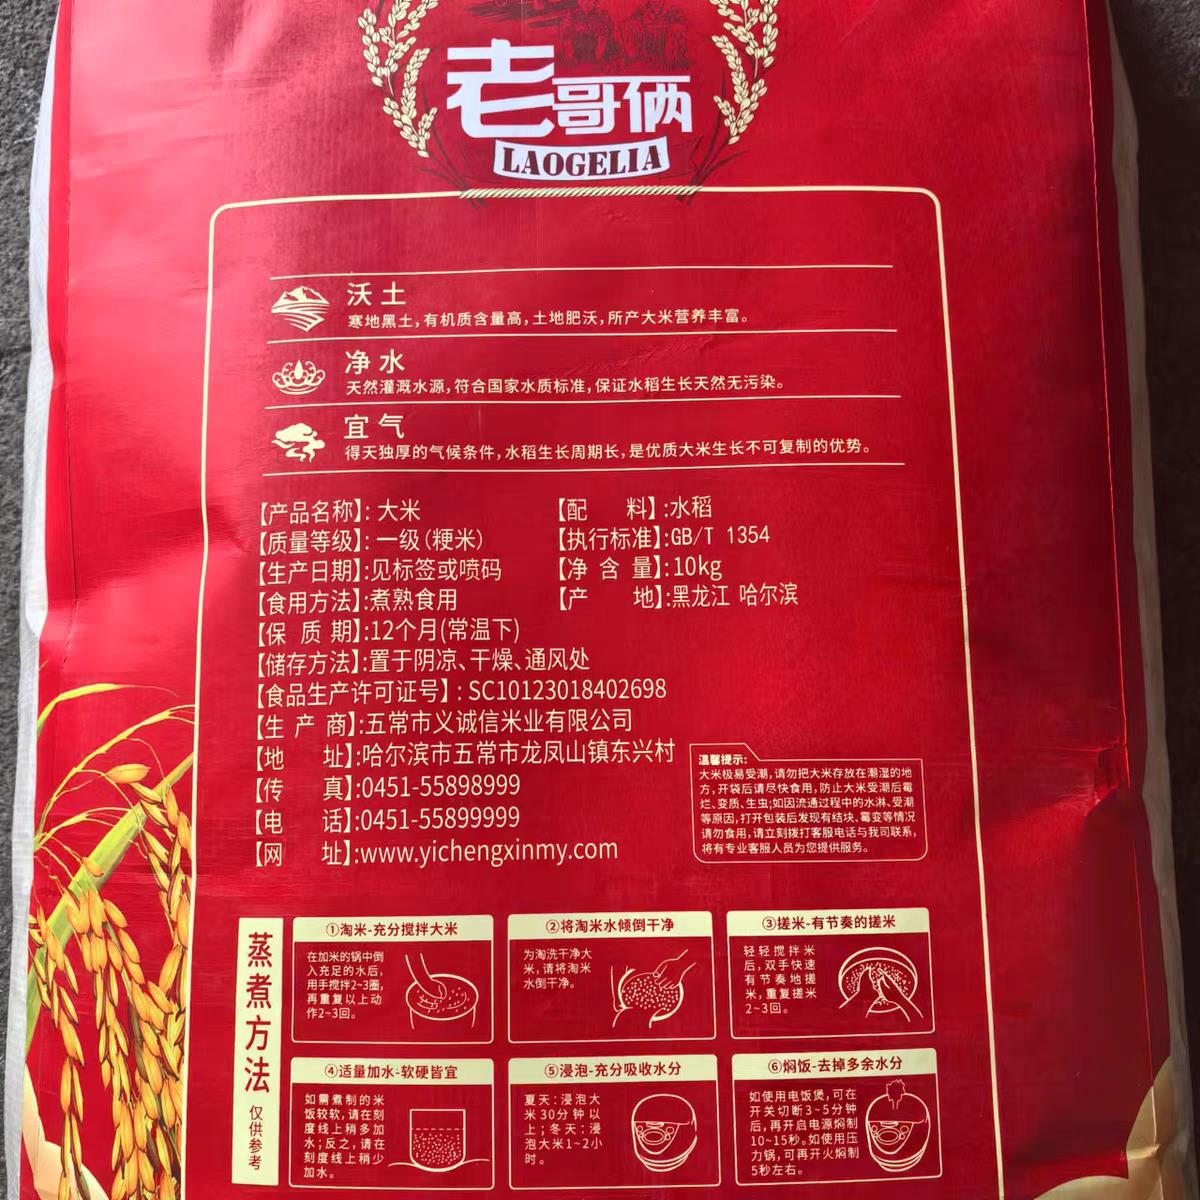 老哥俩
LAOGELIA
沃土
寒地黑土,有机质含量高,土地肥沃,所产大米营养丰富。
净水
天然灌溉水源,符合国家水质标准,保证水稻生长天然无污染。
宜气
得天独厚的气候条件,水稻生长周期长,是优质大米生长不可复制的优势。
【产品名称】:大米
【配 料】:水稻
【质量等级】:一级(粳米)
【执行标准】:GB/T 1354
【生产日期】:见标签或喷码
【净 含 量】:10kg
【食用方法】:煮熟食用
【产 地】:黑龙江 哈尔滨
【保 质 期】:12个月(常温下)
【储存方法】:置于阴凉、干燥、通风处
【食品生产许可证号】:SC10123018402698
【生 产 商】:五常市义诚信米业有限公司
【地 址】:哈尔滨市五常市龙凤山镇东兴村
【传 真】:0451-55898999
【电 话】:0451-55899999
【网 址】:www.yichengxinmy.com
温馨提示:
大米极易受潮,请勿把大米存放在潮湿的地
方,开袋后请尽快食用,防止大米受潮后霉
烂、变质、生虫;如因流通过程中的水淋、受潮
等原因,打开包装后发现有结块、霉变等情况
请勿食用,请立刻拨打客服电话与我司联系,
将有专业客服人员为您提供服务。
蒸煮方法
仅供参考
①淘米-充分搅拌大米
在加米的锅中倒
入充足的水后,
用手搅拌2~3圈,
再重复以上动
作2~3回。
②将淘米水倾倒干净
为淘洗干净大
米,请将淘米
水倒干净。
③搓米-有节奏的搓米
轻轻搅拌米
后,双手快速
有节奏地搓
米,重复搓米
2~3回。
④适量加水-软硬皆宜
如需煮制的米
饭较软,请在刻
度线上稍多加
水;反之,请在
刻度线上稍少
加水。
⑤浸泡-充分吸收水分
夏天:浸泡大
米30分钟以
上;冬天:浸
泡大米1~2小
时。
⑥焖饭-去掉多余水分
如使用电饭煲,可在
开关切断3~5分钟
后,再开启电源焖制
10~15秒。如使用压
力锅,可再开火焖制
5秒左右。